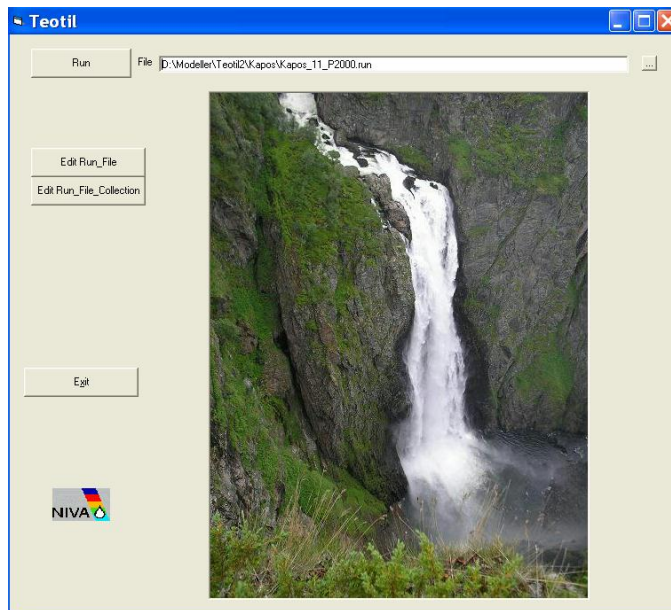 Teotil
Run File D:\Modeller\Teotil2\Kapos\Kapos_11_P2000.run ...
Edit Run_File
Edit Run_File_Collection
Exit
NIVA